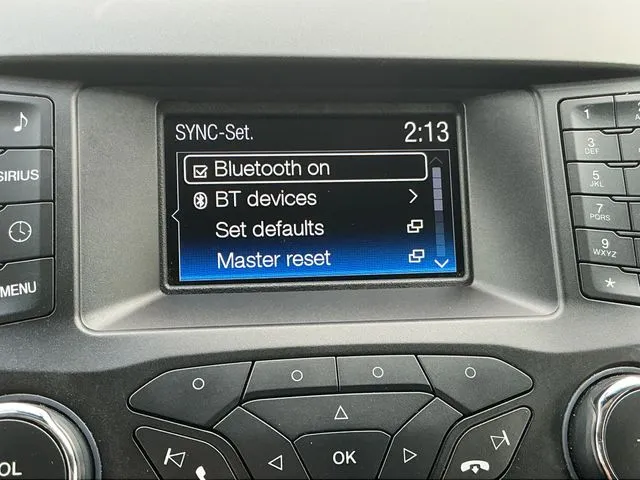 SYNC-Set. 2:13
Bluetooth on
BT devices
Set defaults
Master reset
SIRIUS
MENU
1
3 DEF
5 JKL
7 PQRS
9 WXYZ
*
OK
OL